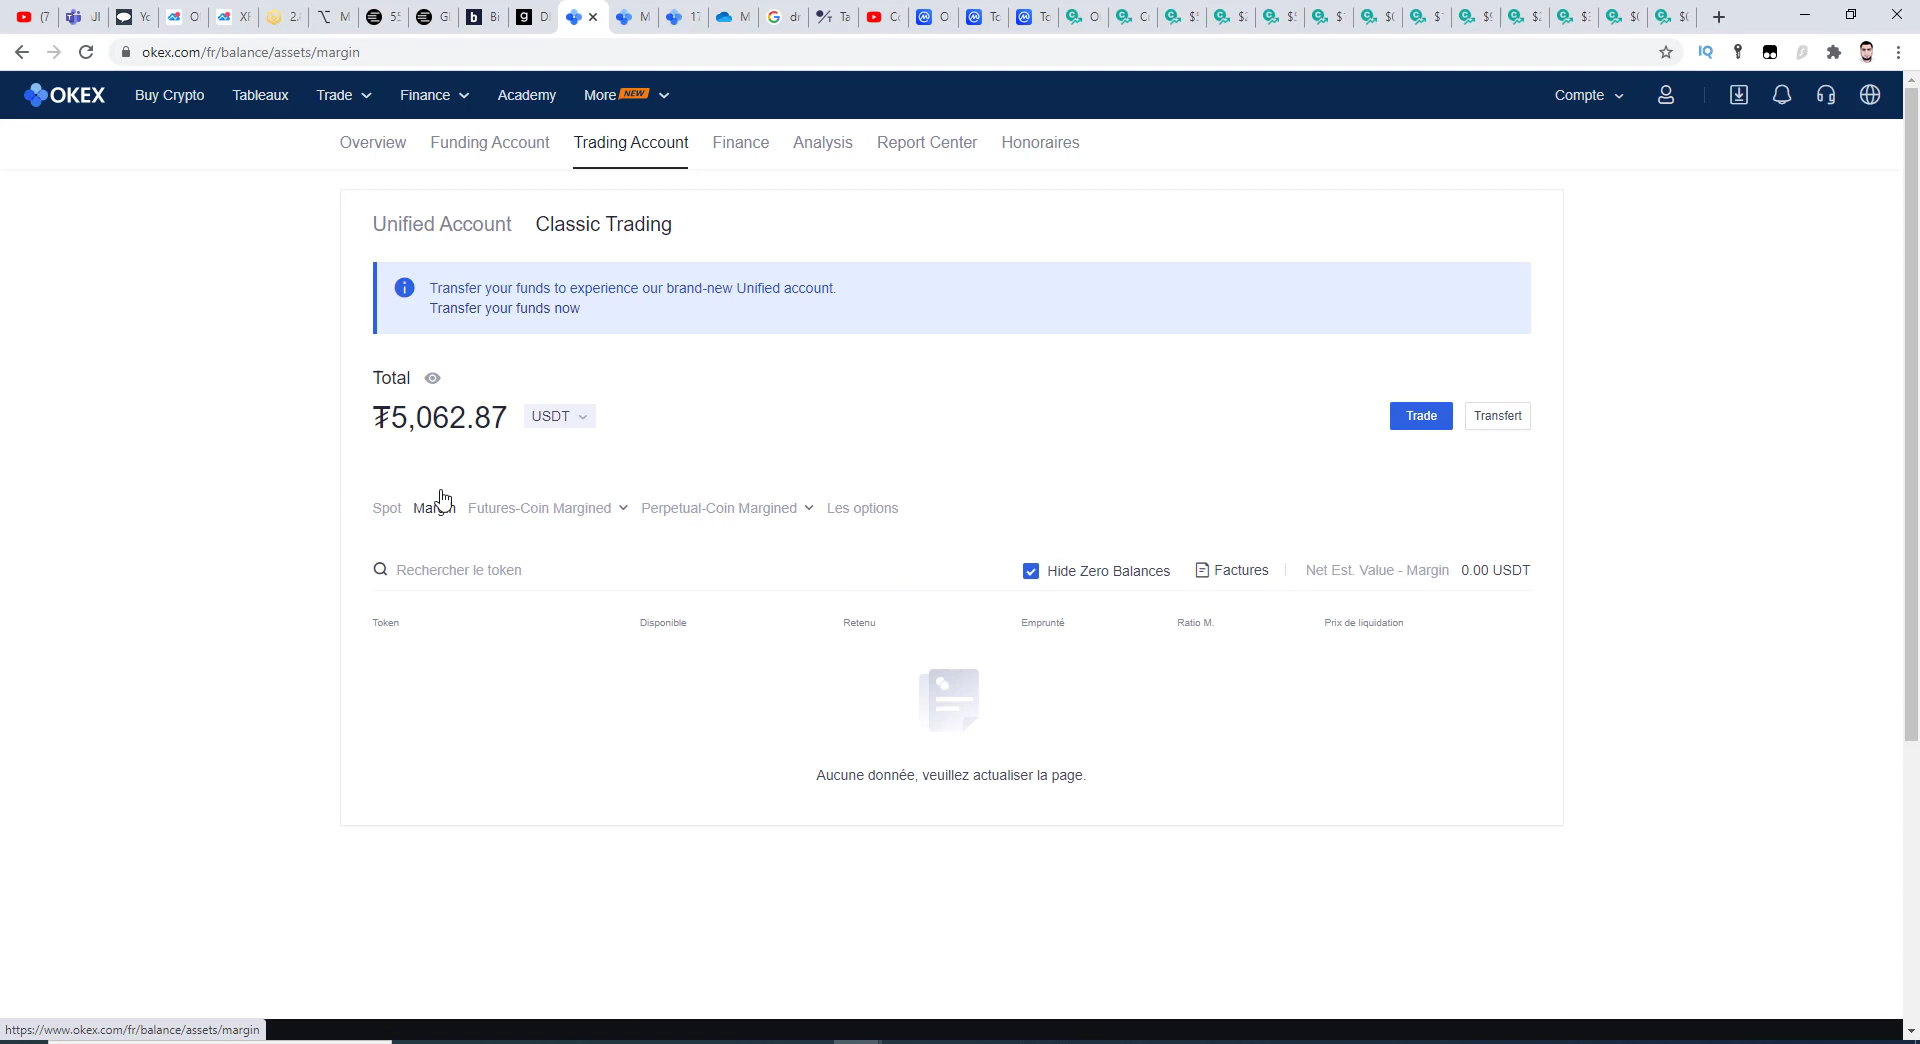 okex.com/fr/balance/assets/margin
OKEX Buy Crypto Tableaux Trade Finance Academy More NEW Compte
Overview Funding Account Trading Account Finance Analysis Report Center Honoraires
Unified Account Classic Trading
Transfer your funds to experience our brand-new Unified account.
Transfer your funds now
Total
₮5,062.87 USDT Trade Transfert
Spot Margin Futures-Coin Margined Perpetual-Coin Margined Les options
Rechercher le token Hide Zero Balances Factures Net Est. Value - Margin 0.00 USDT
Token Disponible Retenu Emprunté Ratio M. Prix de liquidation
Aucune donnée, veuillez actualiser la page.
https://www.okex.com/fr/balance/assets/margin